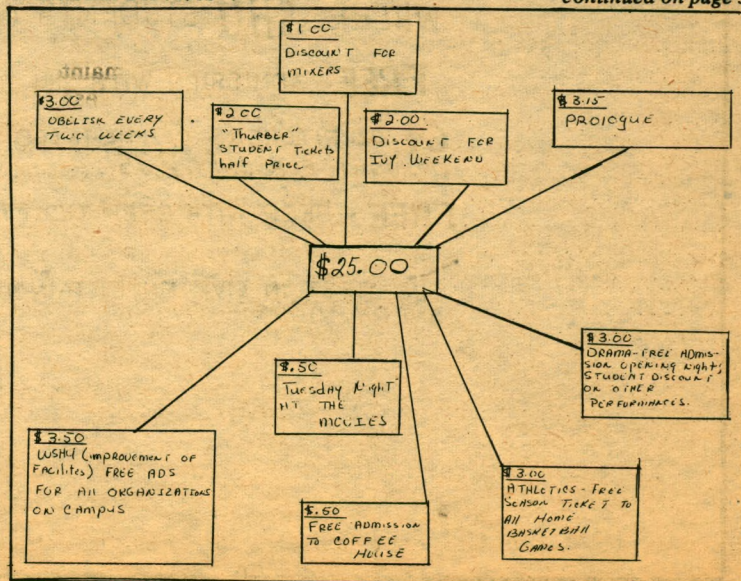 continued on page
$1.00
DISCOUNT FOR
MIXERS
$3.00
OBELISK EVERY
TWO WEEKS
$2.00
"THURBER"
STUDENT TICKETS
HALF PRICE
$2.00
DISCOUNT FOR
IVY WEEKEND
$3.15
PROLOGUE
$25.00
$.50
TUESDAY NIGHT
AT THE
MOVIES
$3.00
DRAMA-FREE ADMIS-
SION OPENING NIGHT;
STUDENT DISCOUNT
ON OTHER
PERFORMANCES.
$3.50
WSHU (IMPROVEMENT OF
FACILITES) FREE ADS
FOR ALL ORGANIZATIONS
ON CAMPUS
$.50
FREE ADMISSION
TO COFFEE
HOUSE
$3.00
ATHLETICS-FREE
SEASON TICKET TO
ALL HOME
BASKETBALL
GAMES.